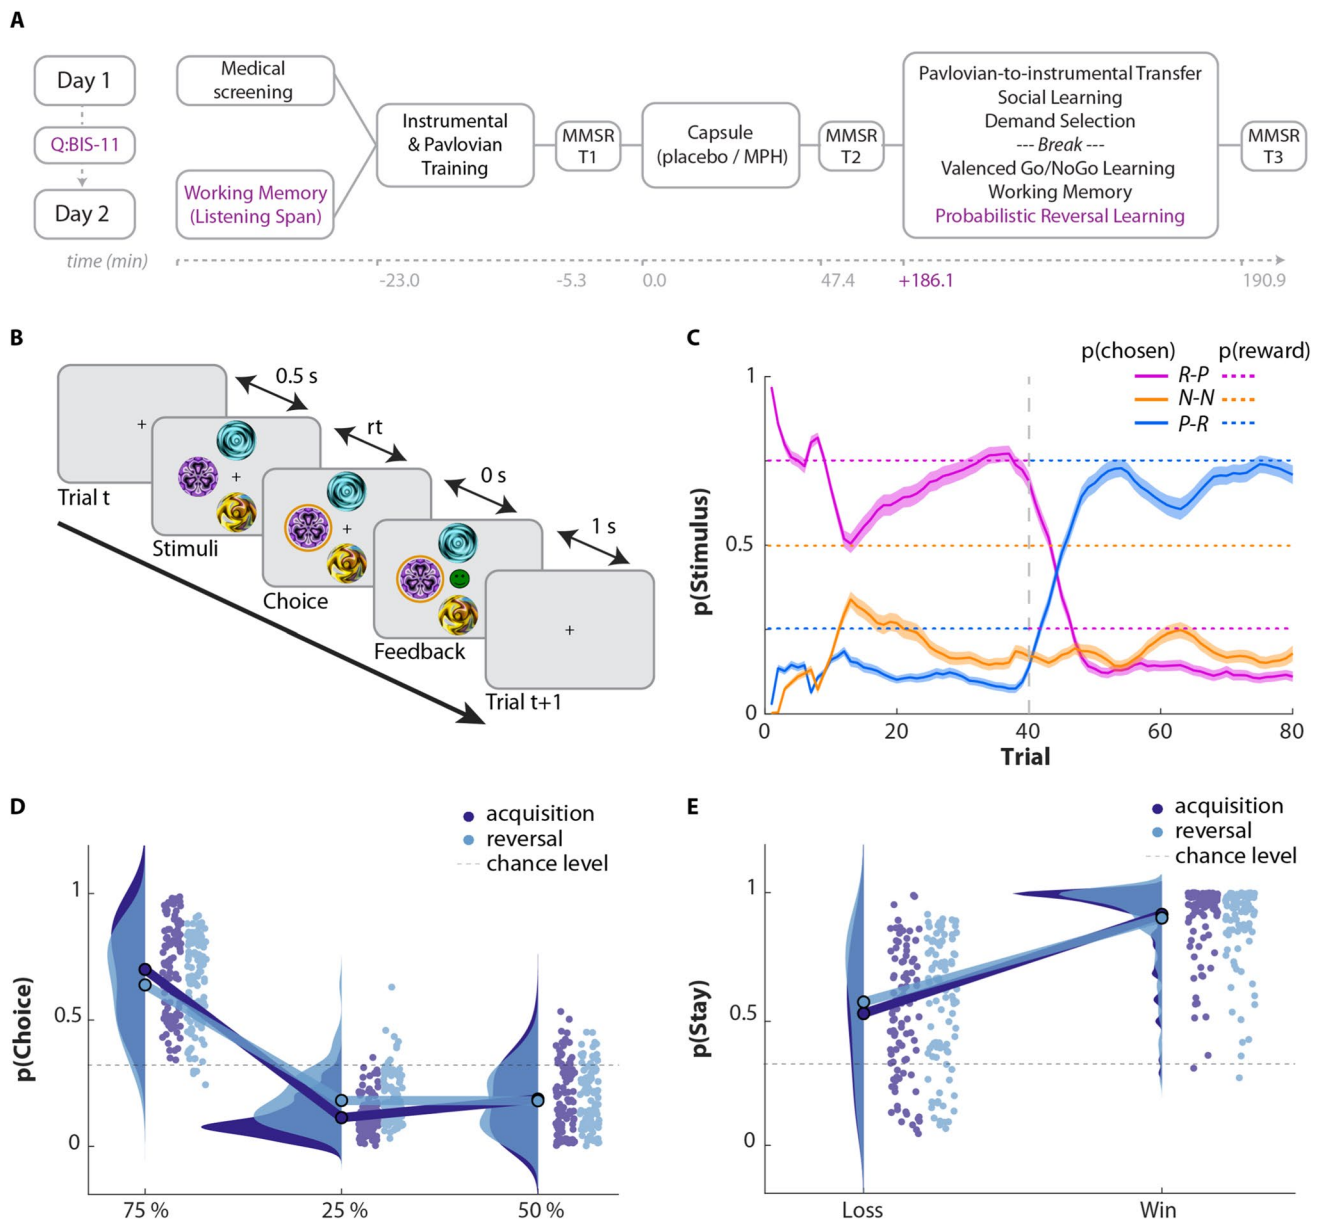 A
Day 1
Q:BIS-11
Day 2
Medical
screening
Working Memory
(Listening Span)
Instrumental
& Pavlovian
Training
MMSR
T1
Capsule
(placebo / MPH)
MMSR
T2
Pavlovian-to-instrumental Transfer
Social Learning
Demand Selection
--- Break ---
Valenced Go/NoGo Learning
Working Memory
Probabilistic Reversal Learning
MMSR
T3
time (min)
-23.0
-5.3
0.0
47.4
+186.1
190.9
B
0.5 s
rt
0 s
1 s
Trial t
Stimuli
Choice
Feedback
Trial t+1
C
p(chosen) p(reward)
R-P
N-N
P-R
p(Stimulus)
1
0.5
0
0 20 40 60 80
Trial
D
acquisition
reversal
chance level
p(Choice)
1
0.5
0
75 % 25 % 50 %
E
acquisition
reversal
chance level
p(Stay)
1
0.5
0
Loss Win